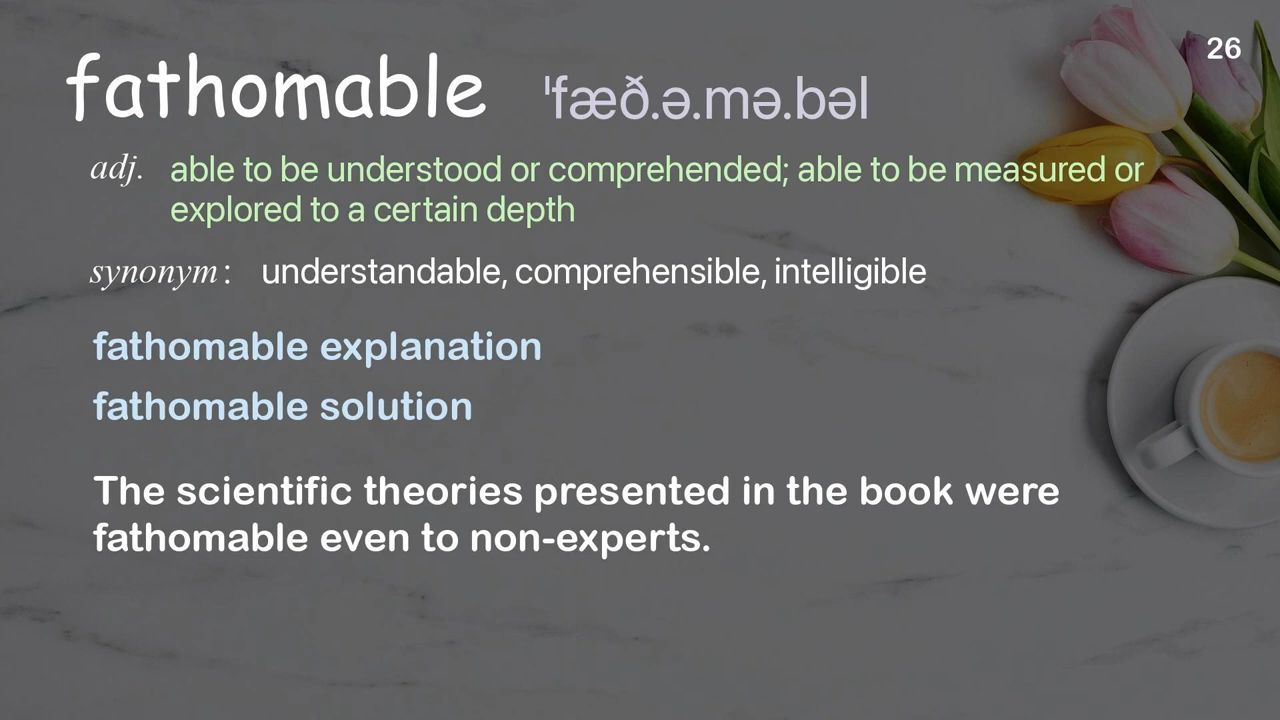 26
fathomable ˈfæð.ə.mə.bəl
adj. able to be understood or comprehended; able to be measured or
explored to a certain depth
synonym: understandable, comprehensible, intelligible
fathomable explanation
fathomable solution
The scientific theories presented in the book were
fathomable even to non-experts.